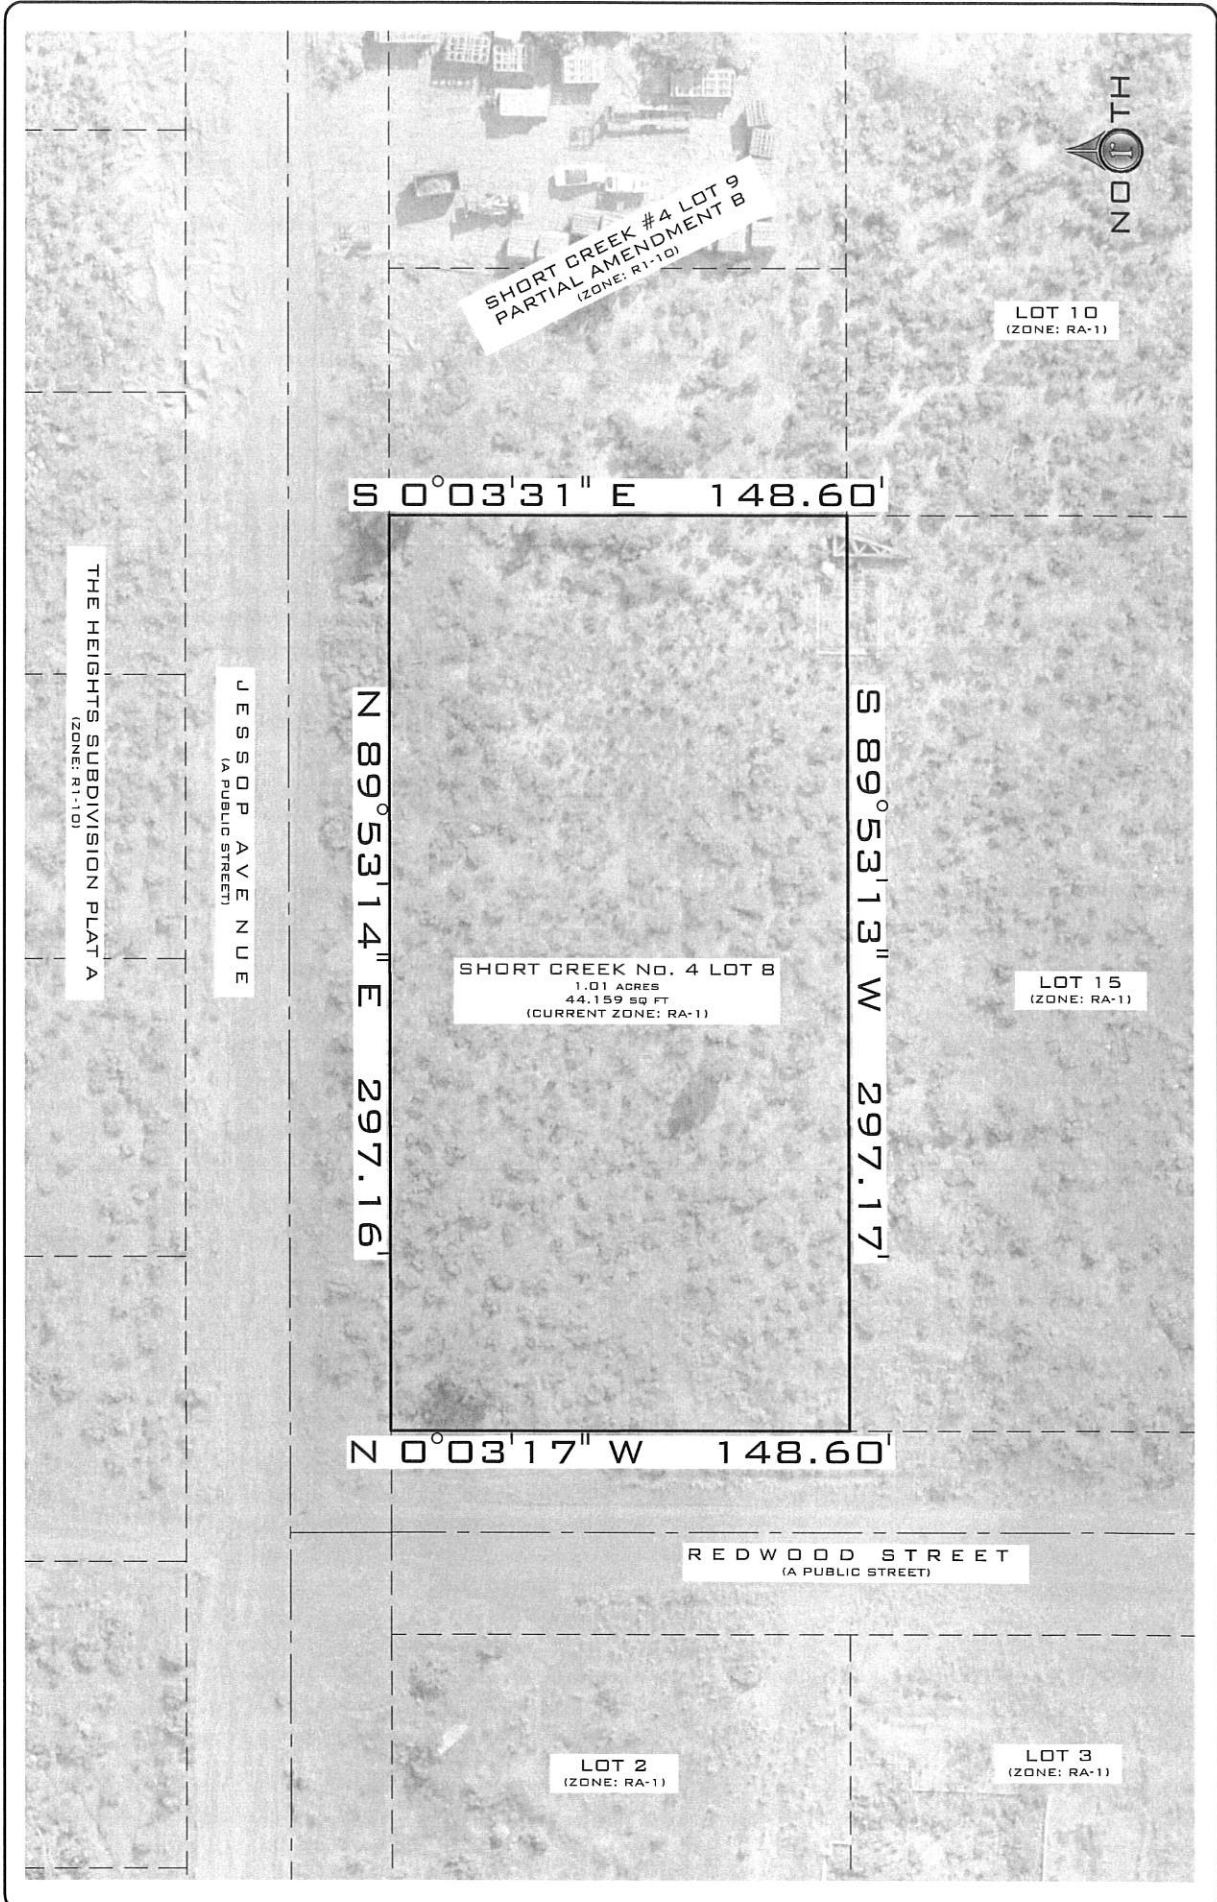 NORTH
SHORT CREEK #4 LOT 9
PARTIAL AMENDMENT B
(ZONE: R1-10)
LOT 10
(ZONE: RA-1)
S 0°03'31" E 148.60'
THE HEIGHTS SUBDIVISION PLAT A
(ZONE: R1-10)
JESSOP AVENUE
(A PUBLIC STREET)
N 89°53'14" E 297.16'
S 89°53'13" W 297.17'
SHORT CREEK No. 4 LOT 8
1.01 ACRES
44.159 SQ FT
(CURRENT ZONE: RA-1)
LOT 15
(ZONE: RA-1)
N 0°03'17" W 148.60'
REDWOOD STREET
(A PUBLIC STREET)
LOT 2
(ZONE: RA-1)
LOT 3
(ZONE: RA-1)